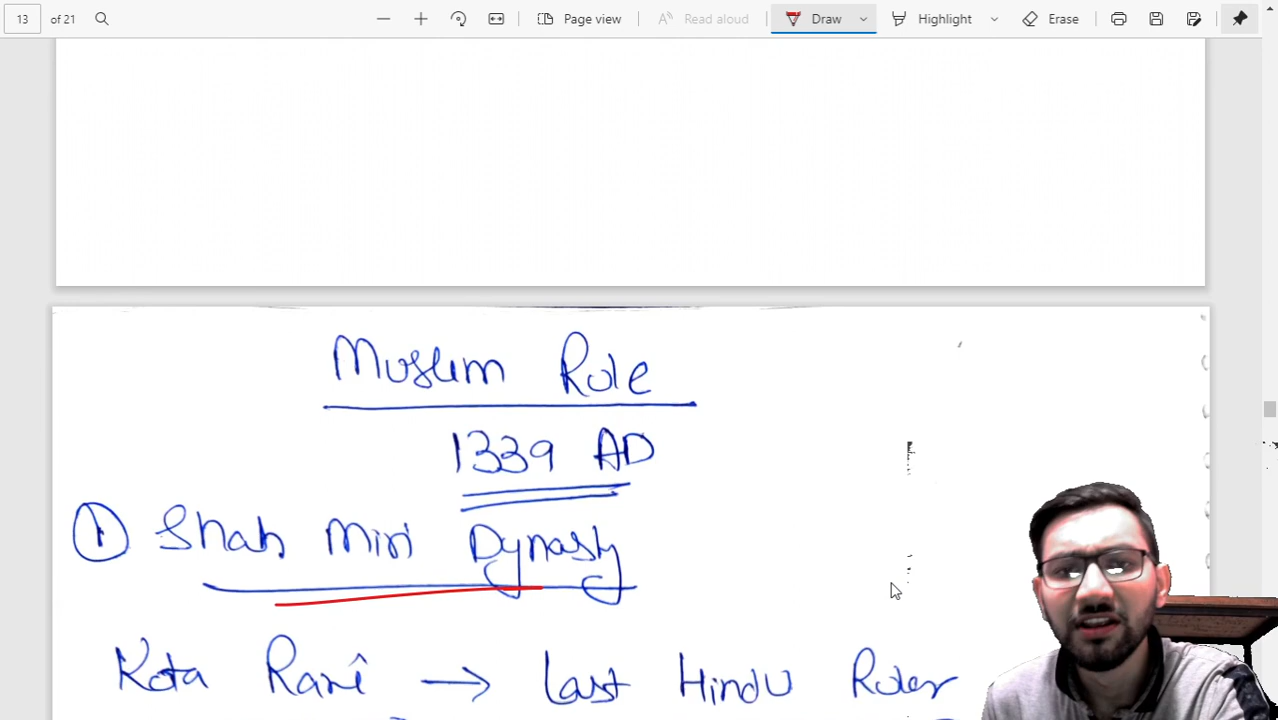 13 of 21 Page view Read aloud Draw Highlight Erase
Muslim Rule
1339 AD
① Shah Miri Dynasty
Kota Rani → Last Hindu Ruler